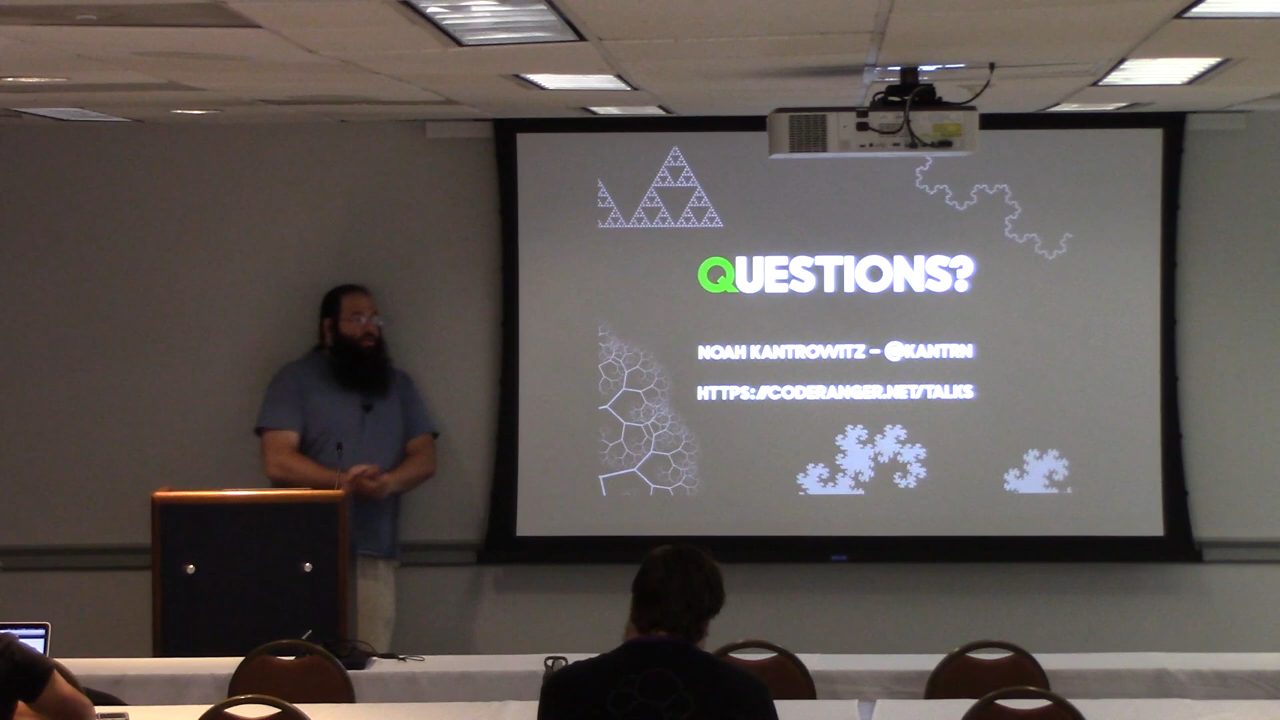 QUESTIONS?
NOAH KANTROWITZ – @KANTRN
HTTPS://CODERANGER.NET/TALKS